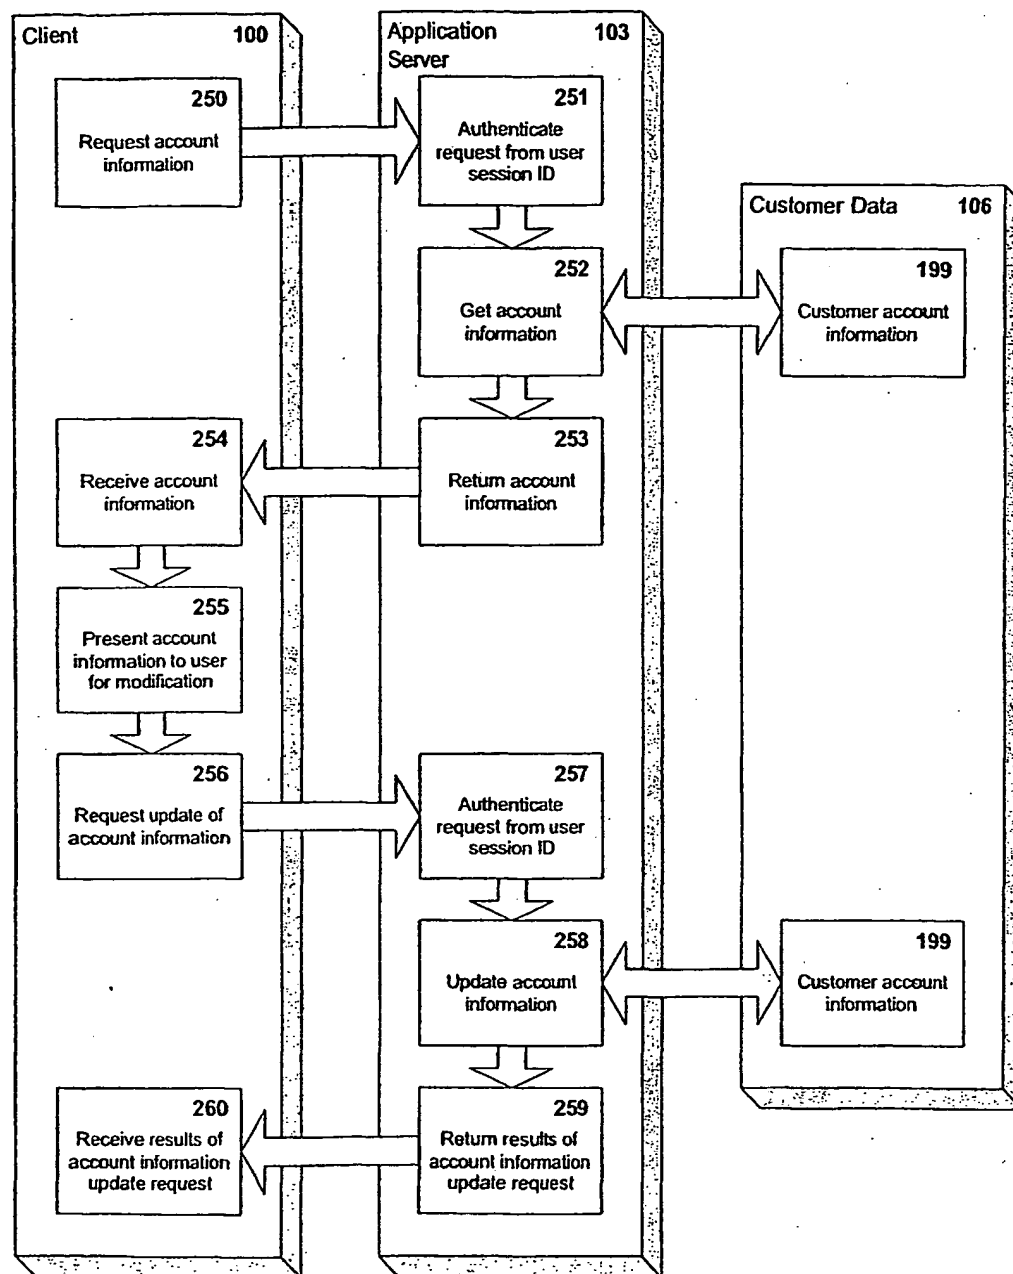 Client 100
Application 103
Server
250
Request account
information
251
Authenticate
request from user
session ID
Customer Data 106
252
Get account
information
199
Customer account
information
254
Receive account
information
253
Return account
information
255
Present account
information to user
for modification
256
Request update of
account information
257
Authenticate
request from user
session ID
258
Update account
information
199
Customer account
information
260
Receive results of
account information
update request
259
Return results of
account information
update request